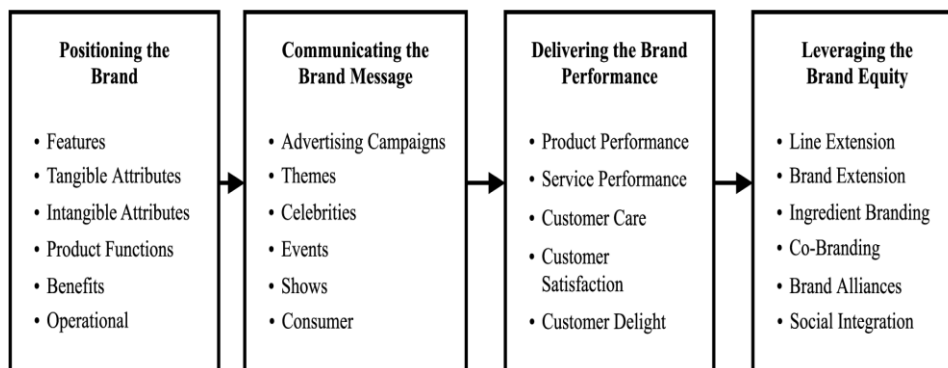 Positioning the
Brand
• Features
• Tangible Attributes
• Intangible Attributes
• Product Functions
• Benefits
• Operational
Communicating the
Brand Message
• Advertising Campaigns
• Themes
• Celebrities
• Events
• Shows
• Consumer
Delivering the Brand
Performance
• Product Performance
• Service Performance
• Customer Care
• Customer
Satisfaction
• Customer Delight
Leveraging the
Brand Equity
• Line Extension
• Brand Extension
• Ingredient Branding
• Co-Branding
• Brand Alliances
• Social Integration